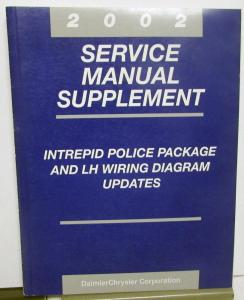 2002
SERVICE
MANUAL
SUPPLEMENT
INTREPID POLICE PACKAGE
AND LH WIRING DIAGRAM
UPDATES
DaimlerChrysler Corporation